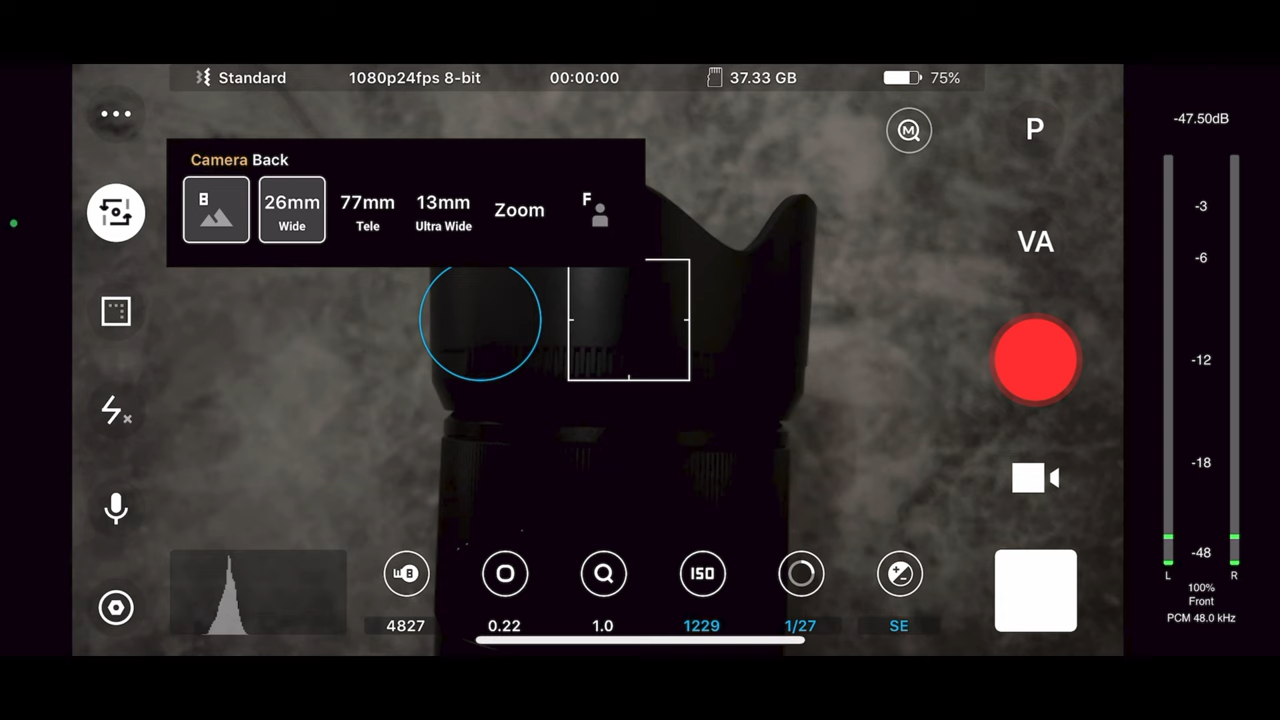 Standard 1080p24fps 8-bit 00:00:00 37.33 GB 75%
-47.50dB
M
P
Camera Back
B
26mm
Wide
77mm
Tele
13mm
Ultra Wide
Zoom
F
VA
-3
-6
-12
-18
-48
L R
100%
Front
PCM 48.0 kHz
WB
ISO
4827 0.22 1.0 1229 1/27 SE